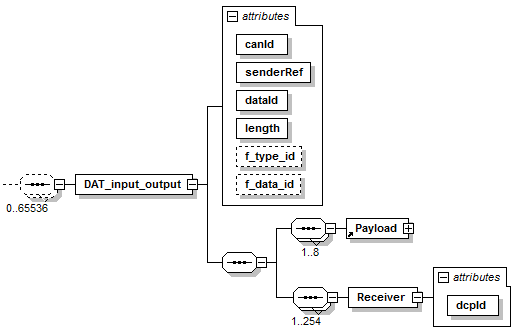 attributes
canId
senderRef
dataId
length
f_type_id
f_data_id
DAT_input_output
0..65536
Payload
1..8
attributes
Receiver
dcpId
1..254